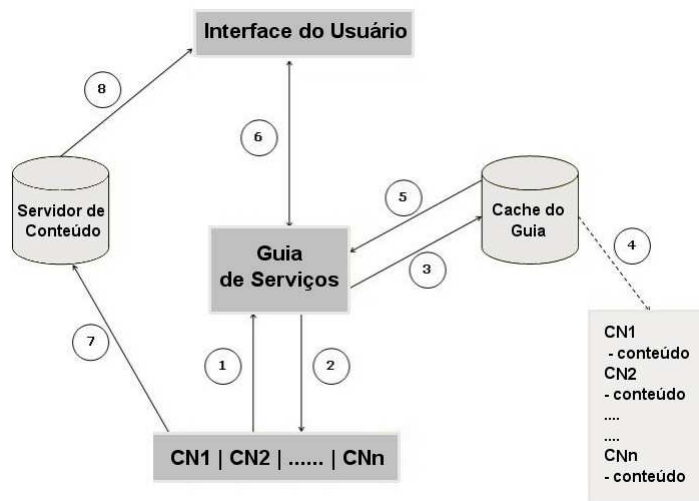 Interface do Usuário
8
6
Servidor de
Conteúdo
5
Cache do
Guia
Guia
de Serviços
3
4
7
1
2
CN1
- conteúdo
CN2
- conteúdo
....
....
CNn
- conteúdo
CN1 | CN2 | ...... | CNn